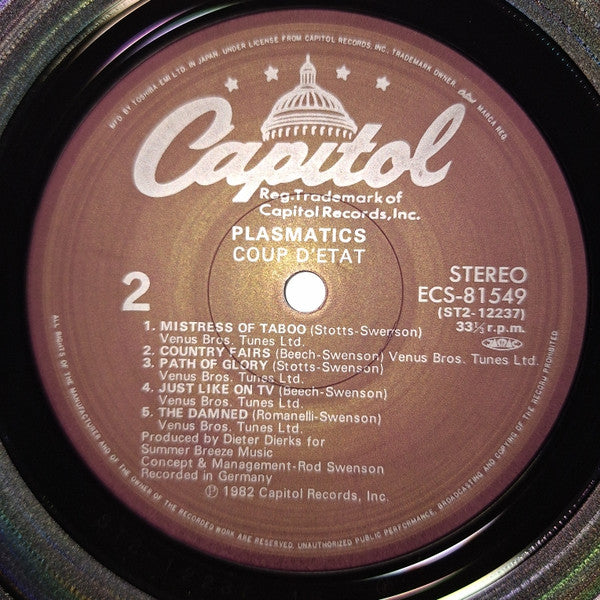 MFD. BY TOSHIBA EMI LTD. IN JAPAN. UNDER LICENSE FROM CAPITOL RECORDS, INC. TRADEMARK OWNER. Capitol MARCA REG.
Capitol
Reg. Trademark of
Capitol Records, Inc.
PLASMATICS
COUP D'ETAT
2
STEREO
ECS-81549
(ST2-12237)
33⅓ r.p.m.
JASRAC
1. MISTRESS OF TABOO (Stotts-Swenson)
Venus Bros. Tunes Ltd.
2. COUNTRY FAIRS (Beech-Swenson) Venus Bros. Tunes Ltd.
3. PATH OF GLORY (Stotts-Swenson)
Venus Bros. Tunes Ltd.
4. JUST LIKE ON TV (Beech-Swenson)
Venus Bros. Tunes Ltd.
5. THE DAMNED (Romanelli-Swenson)
Venus Bros. Tunes Ltd.
Produced by Dieter Dierks for
Summer Breeze Music
Concept & Management-Rod Swenson
Recorded in Germany
Ⓟ 1982 Capitol Records, Inc.
ALL RIGHTS OF THE MANUFACTURER AND OF THE OWNER OF THE RECORDED WORK ARE RESERVED. UNAUTHORIZED PUBLIC PERFORMANCE, BROADCASTING AND COPYING OF THE RECORD PROHIBITED.